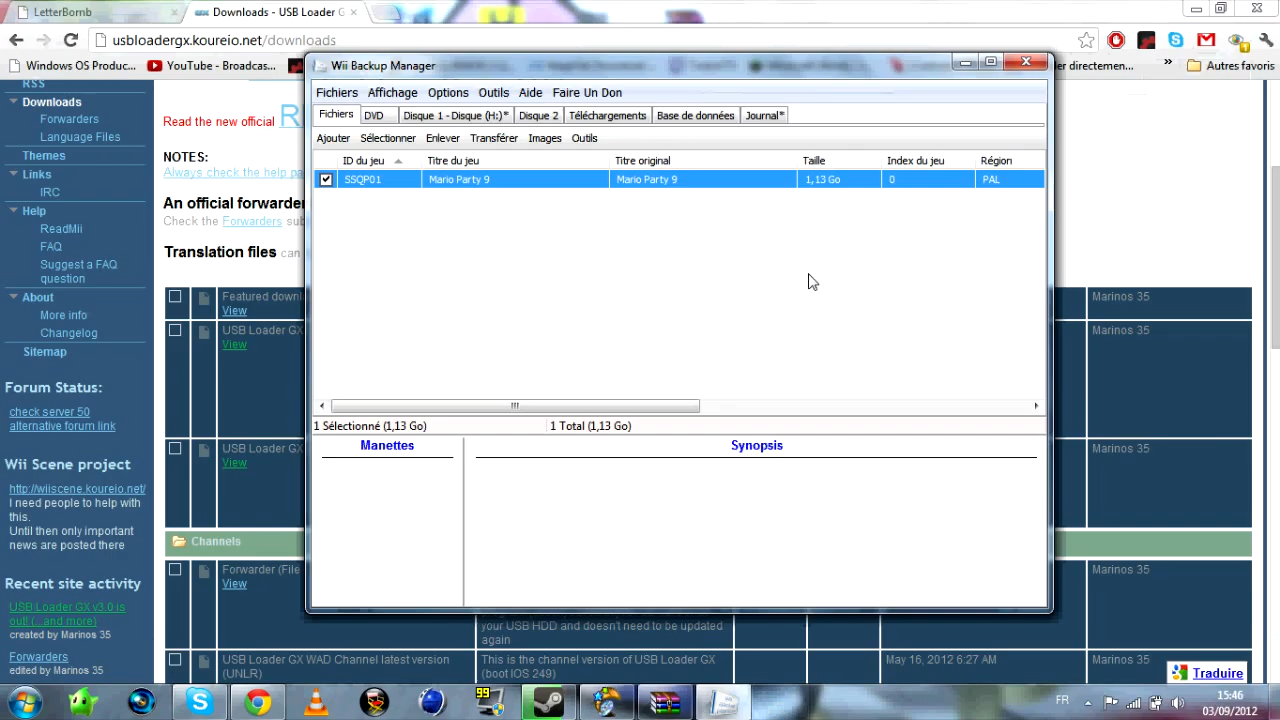 LetterBomb
Downloads - USB Loader G
usbloadergx.koureio.net/downloads
Windows OS Produc...
YouTube - Broadcas...
der directemen...
»
Autres favoris
Wii Backup Manager
Fichiers Affichage Options Outils Aide Faire Un Don
Fichiers DVD Disque 1 - Disque (H:)* Disque 2 Téléchargements Base de données Journal*
Ajouter Sélectionner Enlever Transférer Images Outils
ID du jeu Titre du jeu Titre original Taille Index du jeu Région
SSQP01 Mario Party 9 Mario Party 9 1,13 Go 0 PAL
1 Sélectionné (1,13 Go) 1 Total (1,13 Go)
Manettes Synopsis
RSS
Downloads
Forwarders
Language Files
Themes
Links
IRC
Help
ReadMii
FAQ
Suggest a FAQ
question
About
More info
Changelog
Sitemap
Forum Status:
check server 50
alternative forum link
Wii Scene project
http://wiiscene.koureio.net/
I need people to help with
this.
Until then only important
news are posted there
Recent site activity
USB Loader GX v3.0 is
out! (...and more)
created by Marinos 35
Forwarders
edited by Marinos 35
Read the new official R
NOTES:
Always check the help pa
An official forwarde
Check the Forwarders sub
Translation files can
Featured downl
View
Marinos 35
USB Loader GX
View
Marinos 35
USB Loader GX
View
Marinos 35
Channels
Forwarder (File
View
your USB HDD and doesn't need to be updated
again
Marinos 35
USB Loader GX WAD Channel latest version
(UNLR)
This is the channel version of USB Loader GX
(boot IOS 249)
May 16, 2012 6:27 AM
Marinos 35
Traduire
99
FR
15:46
03/09/2012